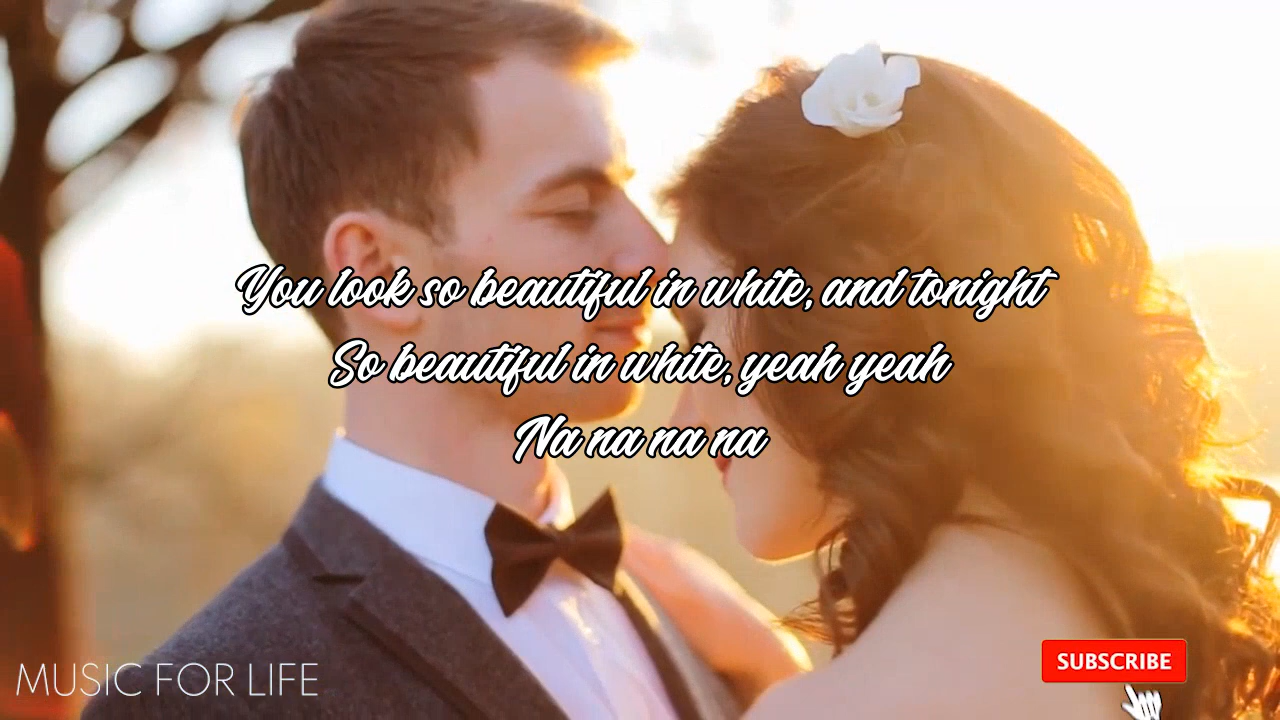 You look so beautiful in white, and tonight
So beautiful in white, yeah yeah
Na na na na
MUSIC FOR LIFE
SUBSCRIBE